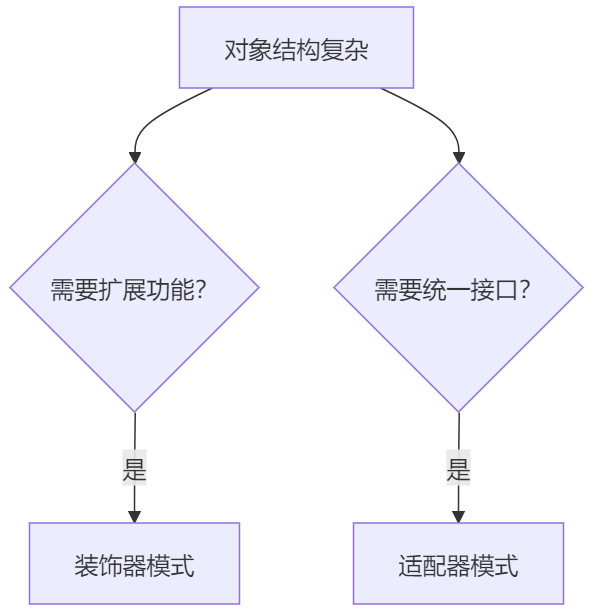 对象结构复杂
需要扩展功能？
需要统一接口？
是
是
装饰器模式
适配器模式